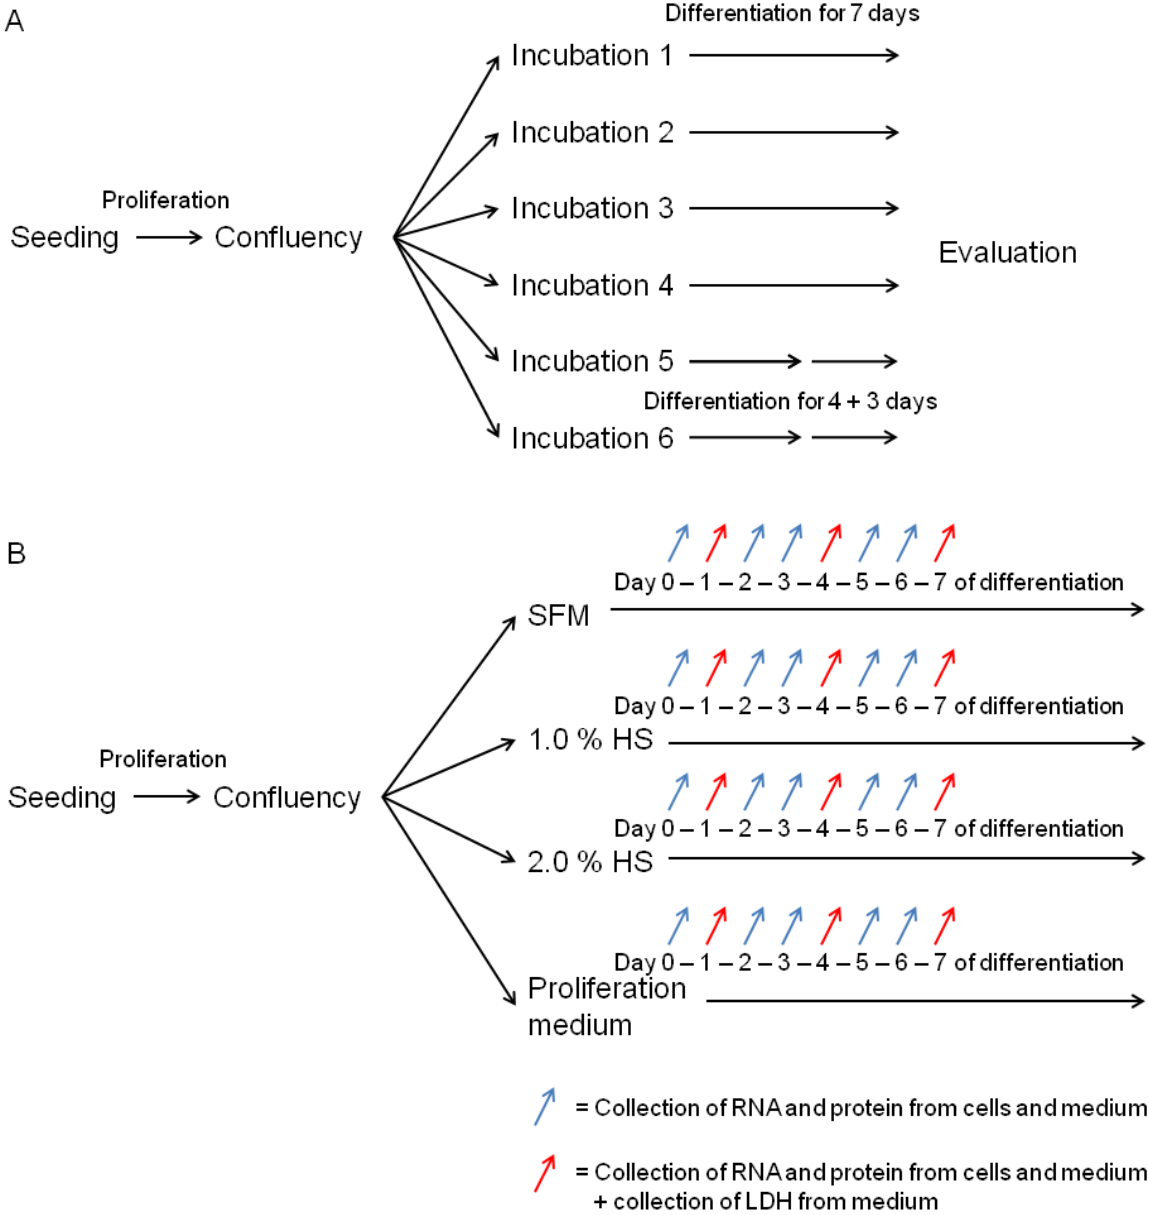 A
Differentiation for 7 days
Incubation 1
Incubation 2
Proliferation
Incubation 3
Seeding
Confluency
Evaluation
Incubation 4
Incubation 5
Differentiation for 4 + 3 days
Incubation 6
B
Day 0 – 1 – 2 – 3 – 4 – 5 – 6 – 7 of differentiation
SFM
Day 0 – 1 – 2 – 3 – 4 – 5 – 6 – 7 of differentiation
1.0 % HS
Proliferation
Seeding
Confluency
Day 0 – 1 – 2 – 3 – 4 – 5 – 6 – 7 of differentiation
2.0 % HS
Day 0 – 1 – 2 – 3 – 4 – 5 – 6 – 7 of differentiation
Proliferation
medium
= Collection of RNA and protein from cells and medium
= Collection of RNA and protein from cells and medium
+ collection of LDH from medium